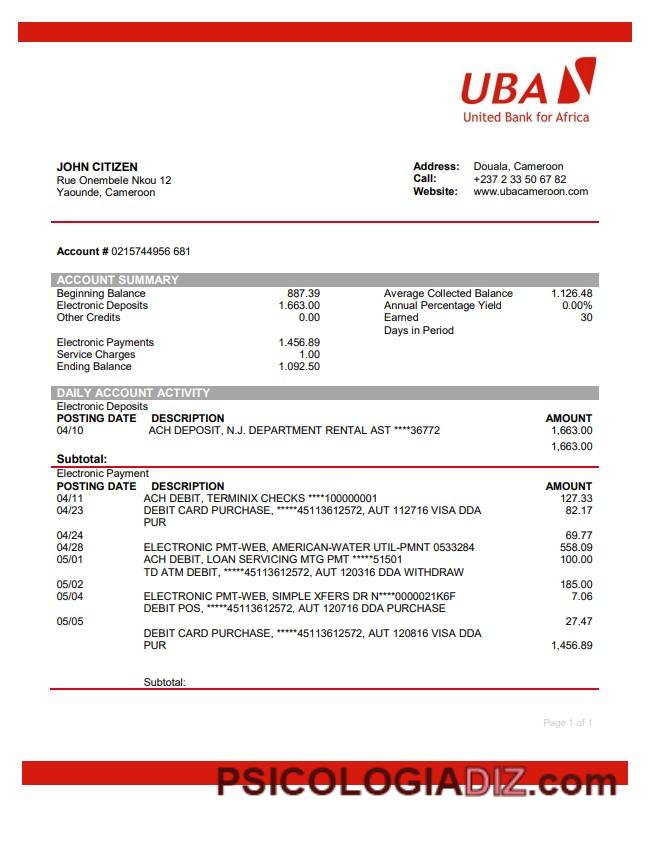 UBA
United Bank for Africa
JOHN CITIZEN
Rue Onembele Nkou 12
Yaounde, Cameroon
Address: Douala, Cameroon
Call: +237 2 33 50 67 82
Website: www.ubacameroon.com
Account # 0215744956 681
ACCOUNT SUMMARY
Beginning Balance 887.39 Average Collected Balance 1.126.48
Electronic Deposits 1.663.00 Annual Percentage Yield 0.00%
Other Credits 0.00 Earned 30
Days in Period
Electronic Payments 1.456.89
Service Charges 1.00
Ending Balance 1.092.50
DAILY ACCOUNT ACTIVITY
Electronic Deposits
POSTING DATE DESCRIPTION AMOUNT
04/10 ACH DEPOSIT, N.J. DEPARTMENT RENTAL AST ****36772 1,663.00
1,663.00
Subtotal:
Electronic Payment
POSTING DATE DESCRIPTION AMOUNT
04/11 ACH DEBIT, TERMINIX CHECKS ****100000001 127.33
04/23 DEBIT CARD PURCHASE, *****45113612572, AUT 112716 VISA DDA 82.17
PUR
04/24 69.77
04/28 ELECTRONIC PMT-WEB, AMERICAN-WATER UTIL-PMNT 0533284 558.09
05/01 ACH DEBIT, LOAN SERVICING MTG PMT *****51501 100.00
TD ATM DEBIT, *****45113612572, AUT 120316 DDA WITHDRAW
05/02 185.00
05/04 ELECTRONIC PMT-WEB, SIMPLE XFERS DR N****0000021K6F 7.06
DEBIT POS, *****45113612572, AUT 120716 DDA PURCHASE
05/05 27.47
DEBIT CARD PURCHASE, *****45113612572, AUT 120816 VISA DDA
PUR 1,456.89
Subtotal:
Page 1 of 1
PSICOLOGIADIZ.com